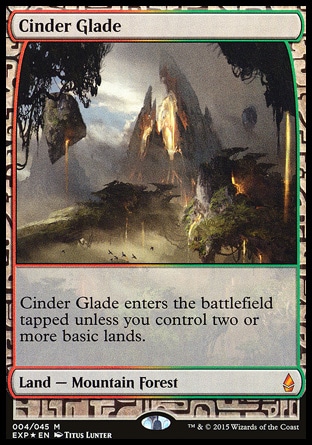 Cinder Glade
Cinder Glade enters the battlefield
tapped unless you control two or
more basic lands.
Land — Mountain Forest
004/045 M
EXP★EN Titus Lunter
™ & © 2015 Wizards of the Coast